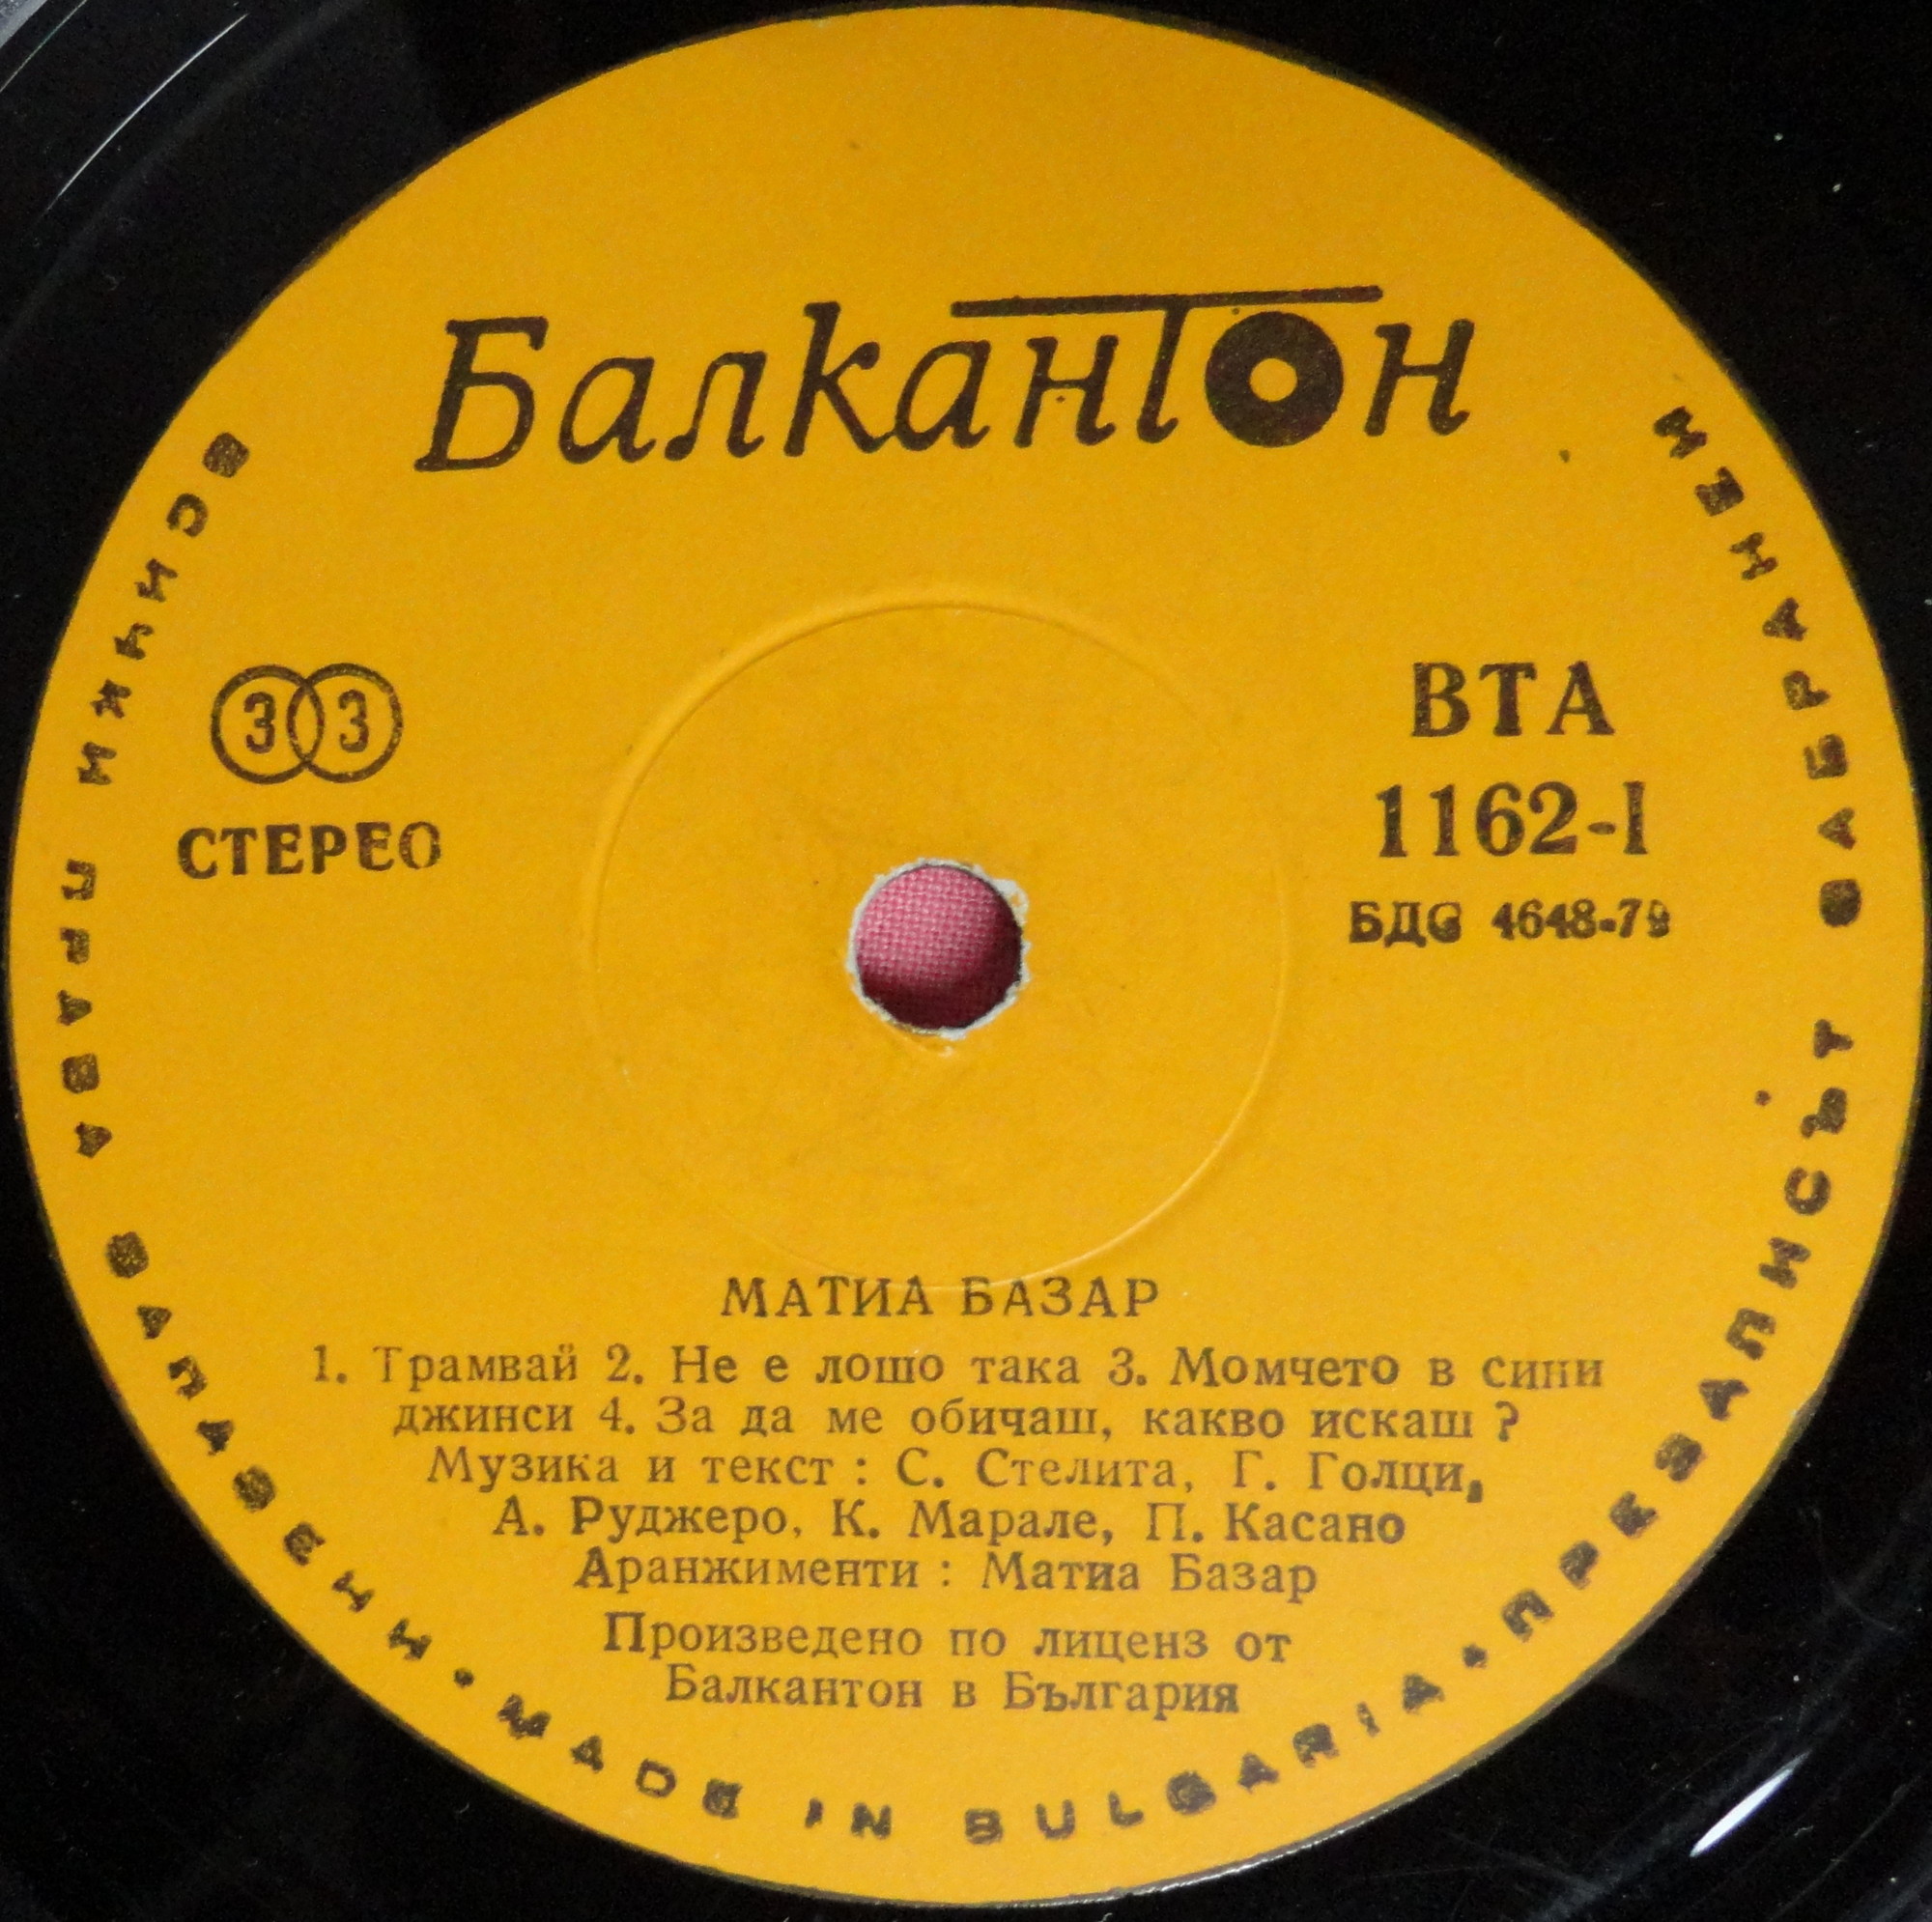 Балкантон
33
СТЕРЕО
ВТА
1162-I
БДС 4648-79
МАТИА БАЗАР
1. Трамвай 2. Не е лошо така 3. Момчето в сини
джинси 4. За да ме обичаш, какво искаш ?
Музика и текст : С. Стелита, Г. Голци,
А. Руджеро, К. Марале, П. Касано
Аранжименти : Матиа Базар
Произведено по лиценз от
Балкантон в България
ВСИЧКИ ПРАВА ЗАПАЗЕНИ • MADE IN BULGARIA • ПРЕЗАПИСЪТ ЗАБРАНЕН